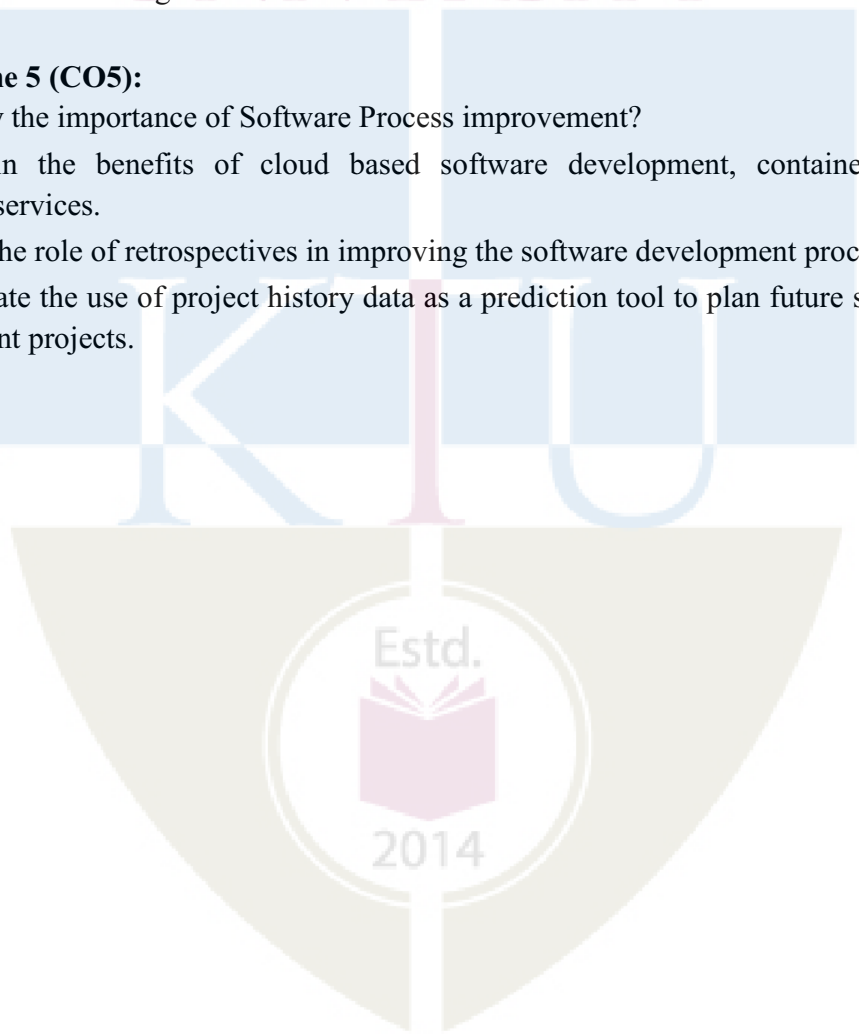 ne 5 (CO5):
y the importance of Software Process improvement?
in the benefits of cloud based software development, containe
services.
he role of retrospectives in improving the software development proc
ate the use of project history data as a prediction tool to plan future s
nt projects.
KTU
Estd.
2014